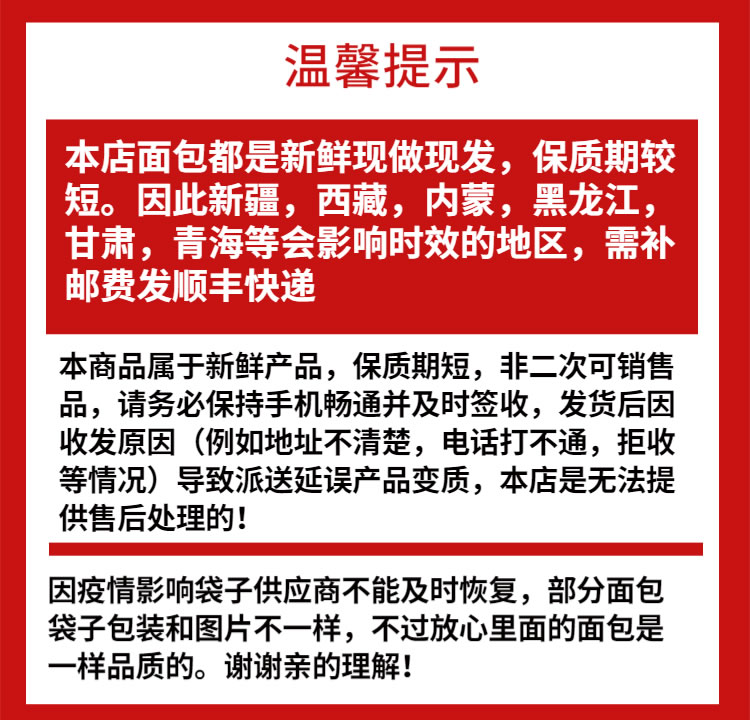 温馨提示
本店面包都是新鲜现做现发，保质期较
短。因此新疆，西藏，内蒙，黑龙江，
甘肃，青海等会影响时效的地区，需补
邮费发顺丰快递
本商品属于新鲜产品，保质期短，非二次可销售
品，请务必保持手机畅通并及时签收，发货后因
收发原因（例如地址不清楚，电话打不通，拒收
等情况）导致派送延误产品变质，本店是无法提
供售后处理的！
因疫情影响袋子供应商不能及时恢复，部分面包
袋子包装和图片不一样，不过放心里面的面包是
一样品质的。谢谢亲的理解！